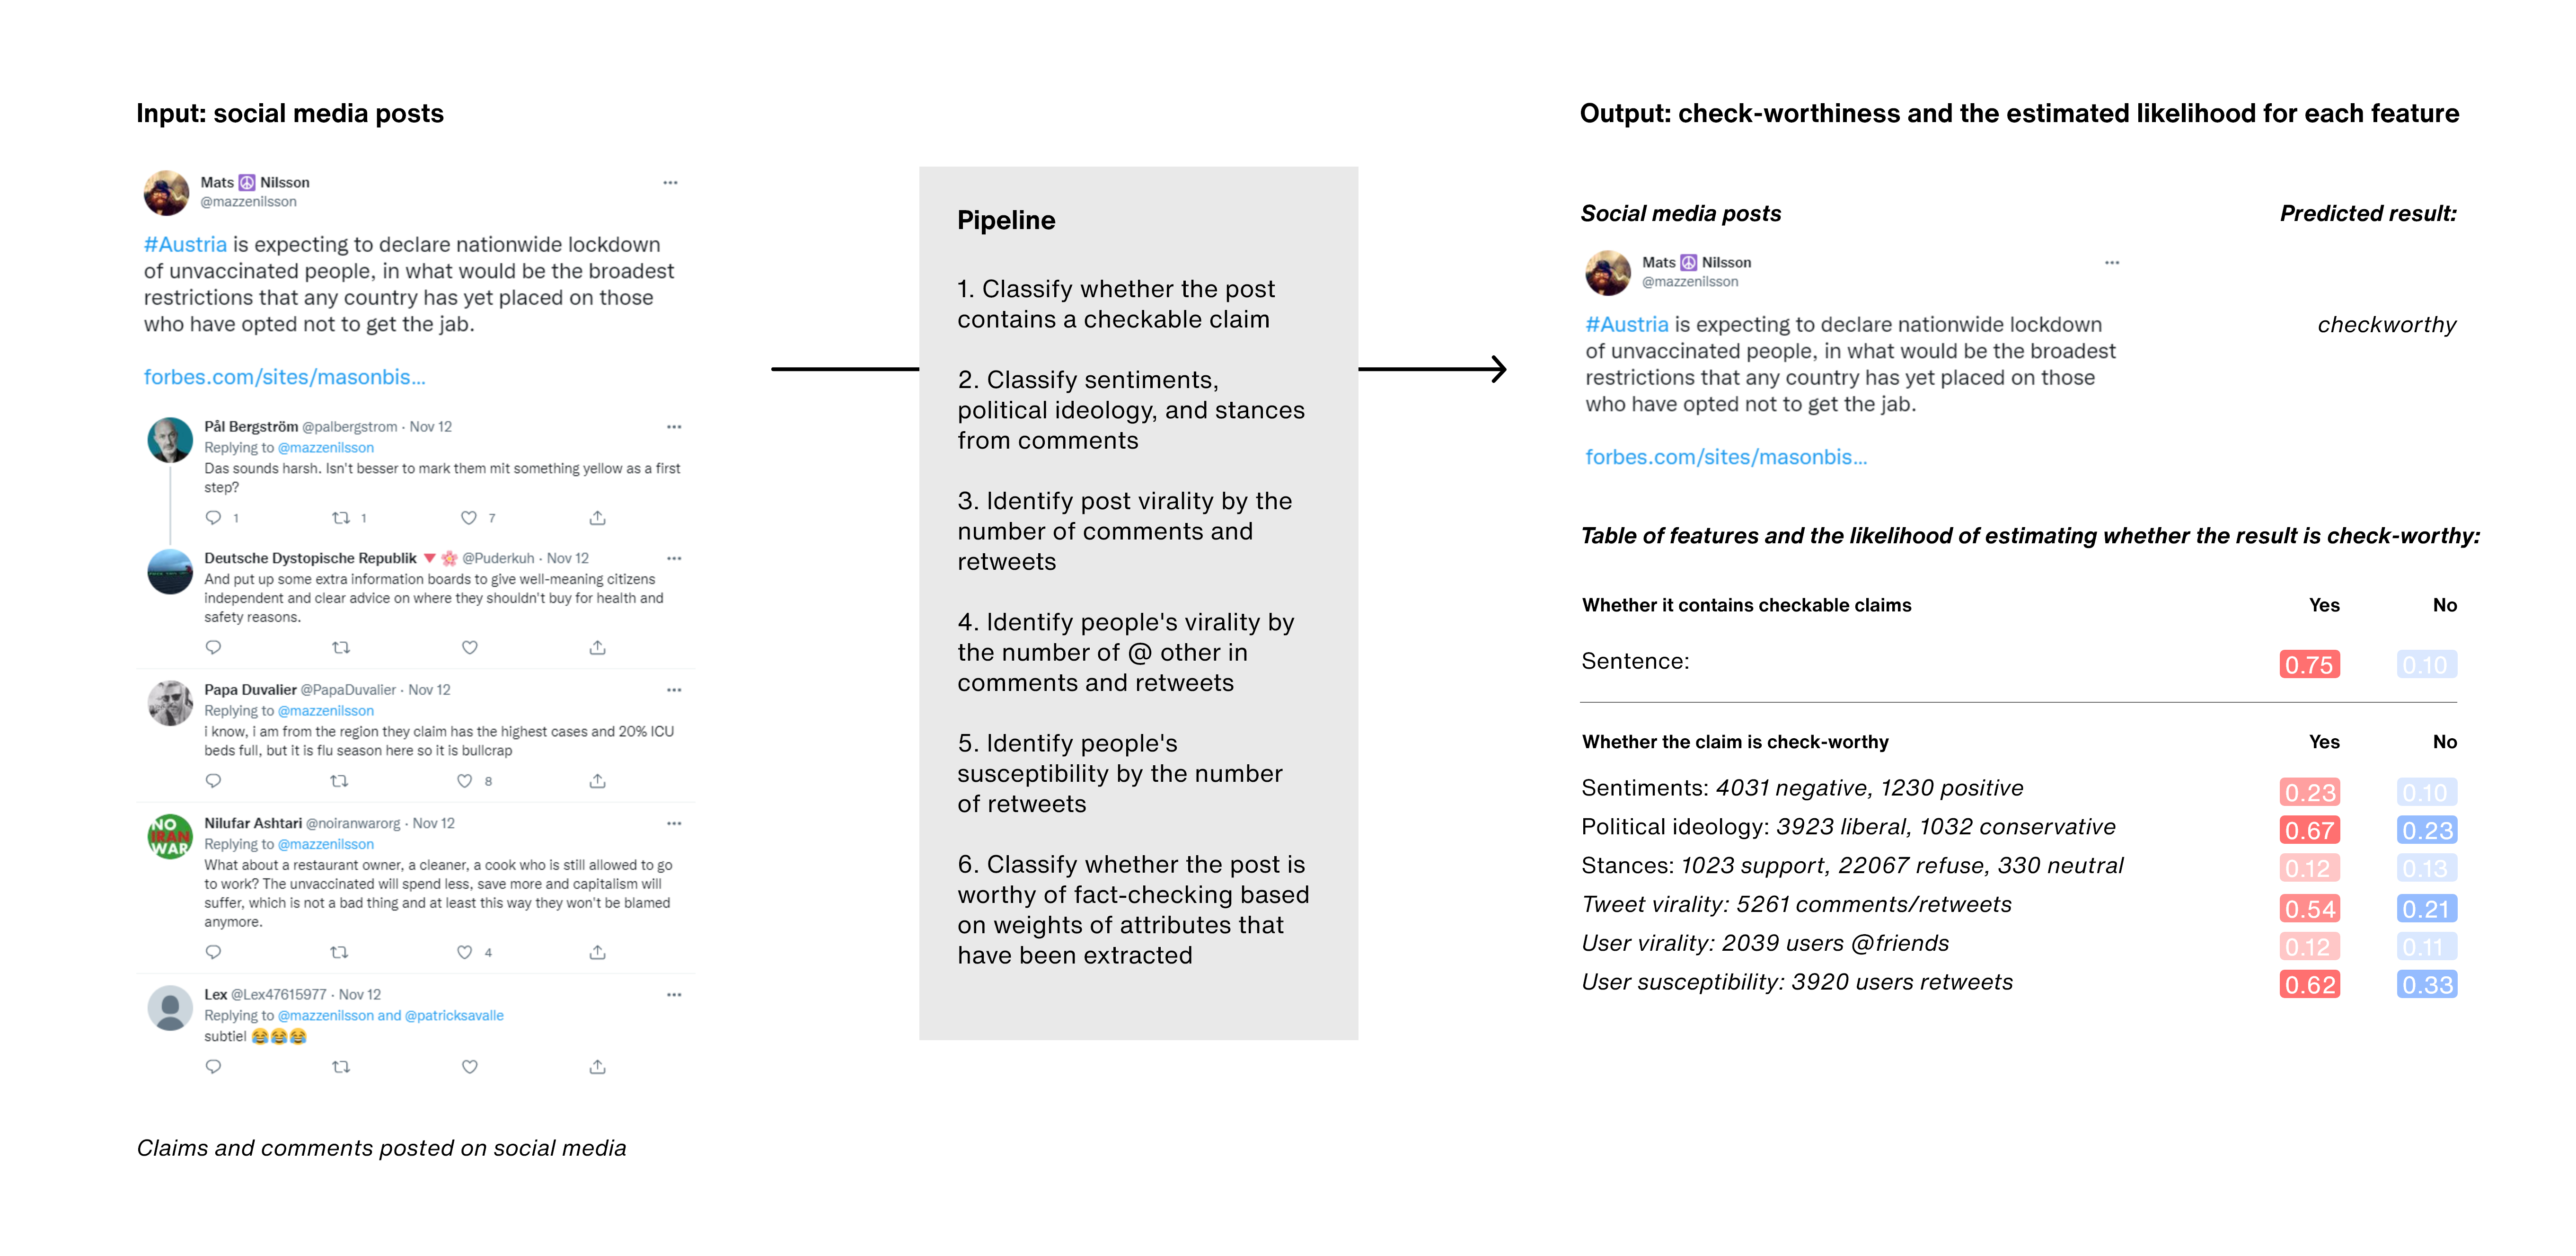 Input: social media posts
Mats ☮ Nilsson
@mazzenilsson
#Austria is expecting to declare nationwide lockdown
of unvaccinated people, in what would be the broadest
restrictions that any country has yet placed on those
who have opted not to get the jab.
forbes.com/sites/masonbis...
Pål Bergström @palbergstrom · Nov 12
Replying to @mazzenilsson
Das sounds harsh. Isn't besser to mark them mit something yellow as a first
step?
1 1 7
Deutsche Dystopische Republik 🔻🌸 @Puderkuh · Nov 12
And put up some extra information boards to give well-meaning citizens
independent and clear advice on where they shouldn't buy for health and
safety reasons.
Papa Duvalier @PapaDuvalier · Nov 12
Replying to @mazzenilsson
i know, i am from the region they claim has the highest cases and 20% ICU
beds full, but it is flu season here so it is bullcrap
8
NO
IRAN
WAR
Nilufar Ashtari @noiranwarorg · Nov 12
Replying to @mazzenilsson
What about a restaurant owner, a cleaner, a cook who is still allowed to go
to work? The unvaccinated will spend less, save more and capitalism will
suffer, which is not a bad thing and at least this way they won't be blamed
anymore.
4
Lex @Lex47615977 · Nov 12
Replying to @mazzenilsson and @patricksavalle
subtiel 😂😂😂
Claims and comments posted on social media
Pipeline
1. Classify whether the post
contains a checkable claim
2. Classify sentiments,
political ideology, and stances
from comments
3. Identify post virality by the
number of comments and
retweets
4. Identify people's virality by
the number of @ other in
comments and retweets
5. Identify people's
susceptibility by the number
of retweets
6. Classify whether the post is
worthy of fact-checking based
on weights of attributes that
have been extracted
Output: check-worthiness and the estimated likelihood for each feature
Social media posts Predicted result:
Mats ☮ Nilsson
@mazzenilsson
#Austria is expecting to declare nationwide lockdown
of unvaccinated people, in what would be the broadest
restrictions that any country has yet placed on those
who have opted not to get the jab.
forbes.com/sites/masonbis...
checkworthy
Table of features and the likelihood of estimating whether the result is check-worthy:
Whether it contains checkable claims Yes No
Sentence: 0.75 0.10
Whether the claim is check-worthy Yes No
Sentiments: 4031 negative, 1230 positive 0.23 0.10
Political ideology: 3923 liberal, 1032 conservative 0.67 0.23
Stances: 1023 support, 22067 refuse, 330 neutral 0.12 0.13
Tweet virality: 5261 comments/retweets 0.54 0.21
User virality: 2039 users @friends 0.12 0.11
User susceptibility: 3920 users retweets 0.62 0.33